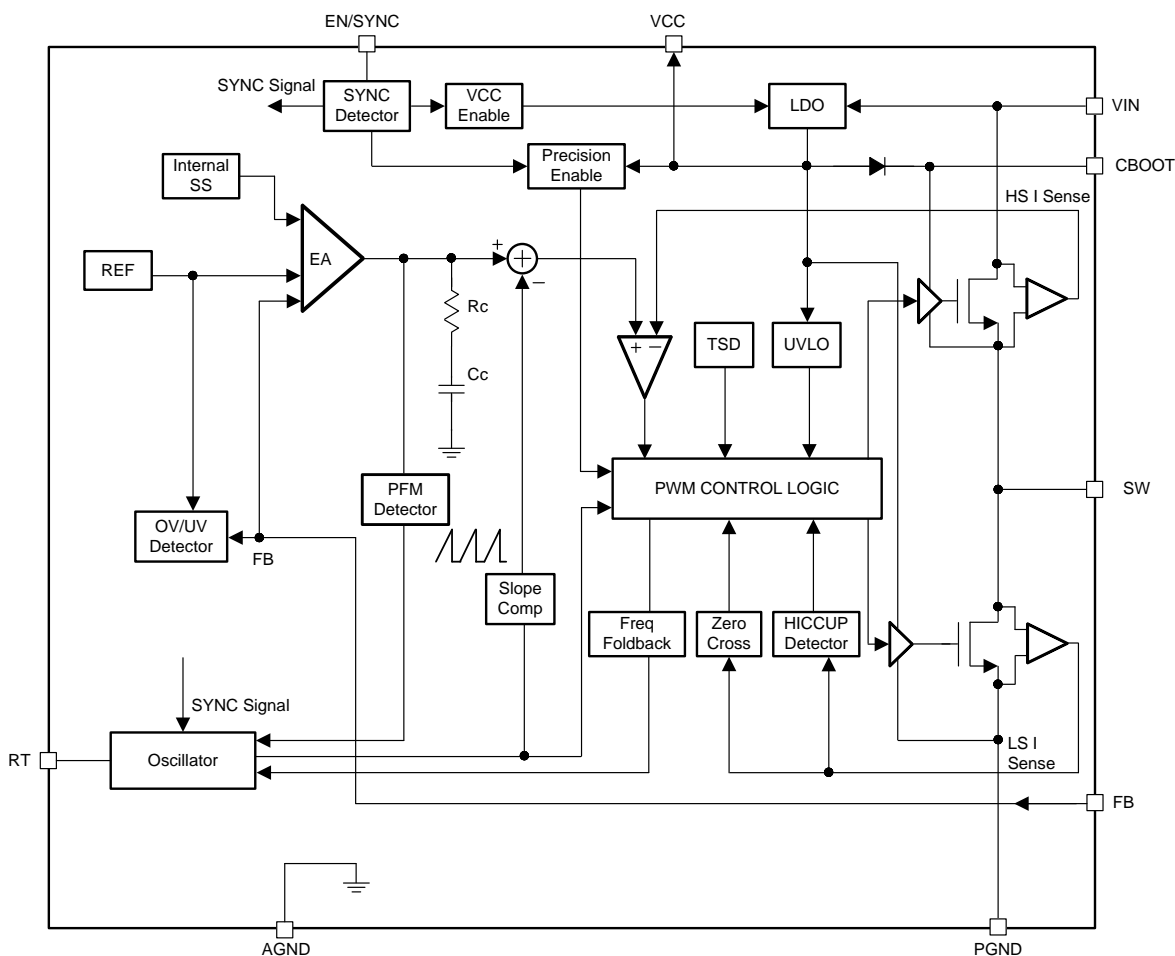 EN/SYNC
VCC
SYNC Signal
SYNC
Detector
VCC
Enable
LDO
VIN
Internal
SS
Precision
Enable
CBOOT
HS I Sense
REF
EA
+
+
−
Rc
+ −
TSD
UVLO
Cc
PFM
Detector
PWM CONTROL LOGIC
SW
OV/UV
Detector
FB
Slope
Comp
Freq
Foldback
Zero
Cross
HICCUP
Detector
SYNC Signal
RT
Oscillator
LS I
Sense
FB
AGND
PGND